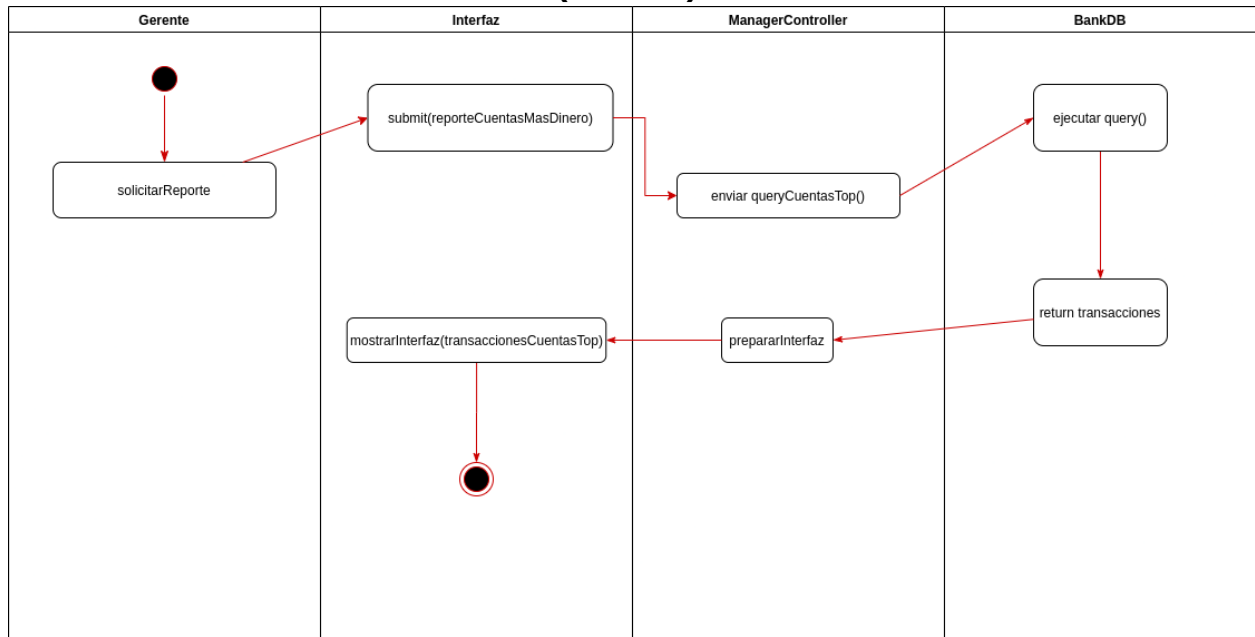 Gerente
Interfaz
ManagerController
BankDB
submit(reporteCuentasMasDinero)
ejecutar query()
solicitarReporte
enviar queryCuentasTop()
return transacciones
mostrarInterfaz(transaccionesCuentasTop)
prepararInterfaz